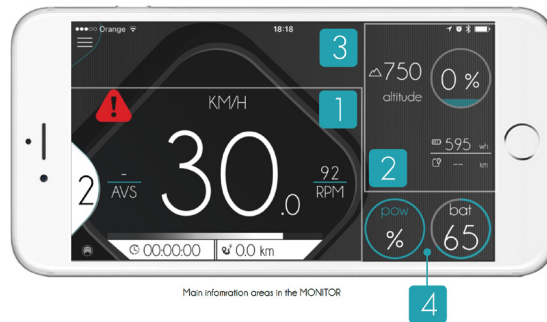 Orange 18:18
3
750
altitude
0 %
KM/H
1
30.0
2
-
AVS
92
RPM
595 wh
-- km
2
00:00:00
0.0 km
pow
%
bat
65
Main infomration areas in the MONITOR
4